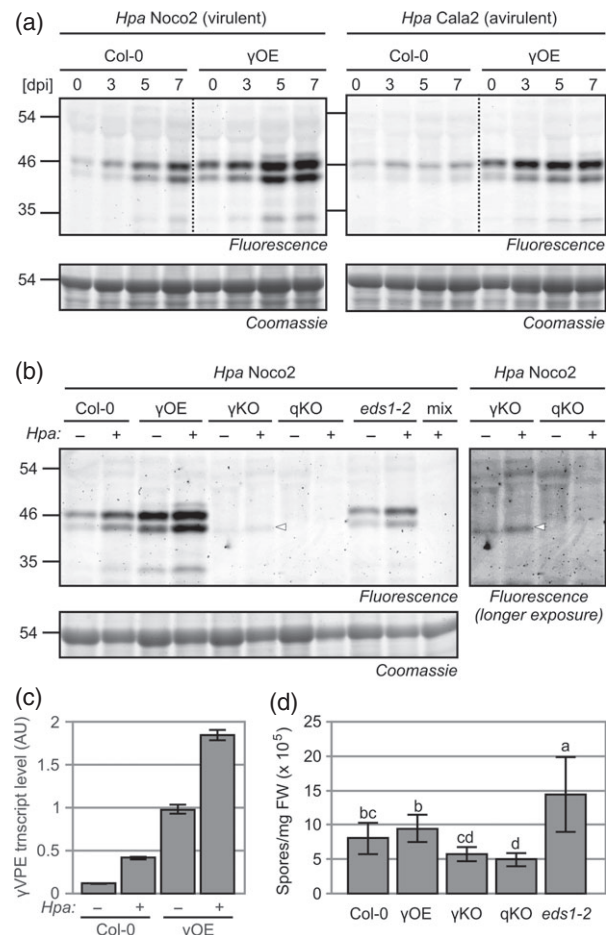 (a)
Hpa Noco2 (virulent) Hpa Cala2 (avirulent)
Col-0 γOE Col-0 γOE
[dpi] 0 3 5 7 0 3 5 7 0 3 5 7 0 3 5 7
54
46
35
Fluorescence Fluorescence
54
Coomassie Coomassie
(b)
Hpa Noco2 Hpa Noco2
Col-0 γOE γKO qKO eds1-2 mix γKO qKO
Hpa: – + – + – + – + – + + – + – +
54
46
35
Fluorescence Fluorescence
(longer exposure)
54
Coomassie
(c)
γVPE trnscript level (AU)
2
1.5
1
0.5
0
Hpa: – + – +
Col-0 γOE
(d)
Spores/mg FW (x 10⁵)
25
20
15
10
5
0
bc b cd d a
Col-0 γOE γKO qKO eds1-2